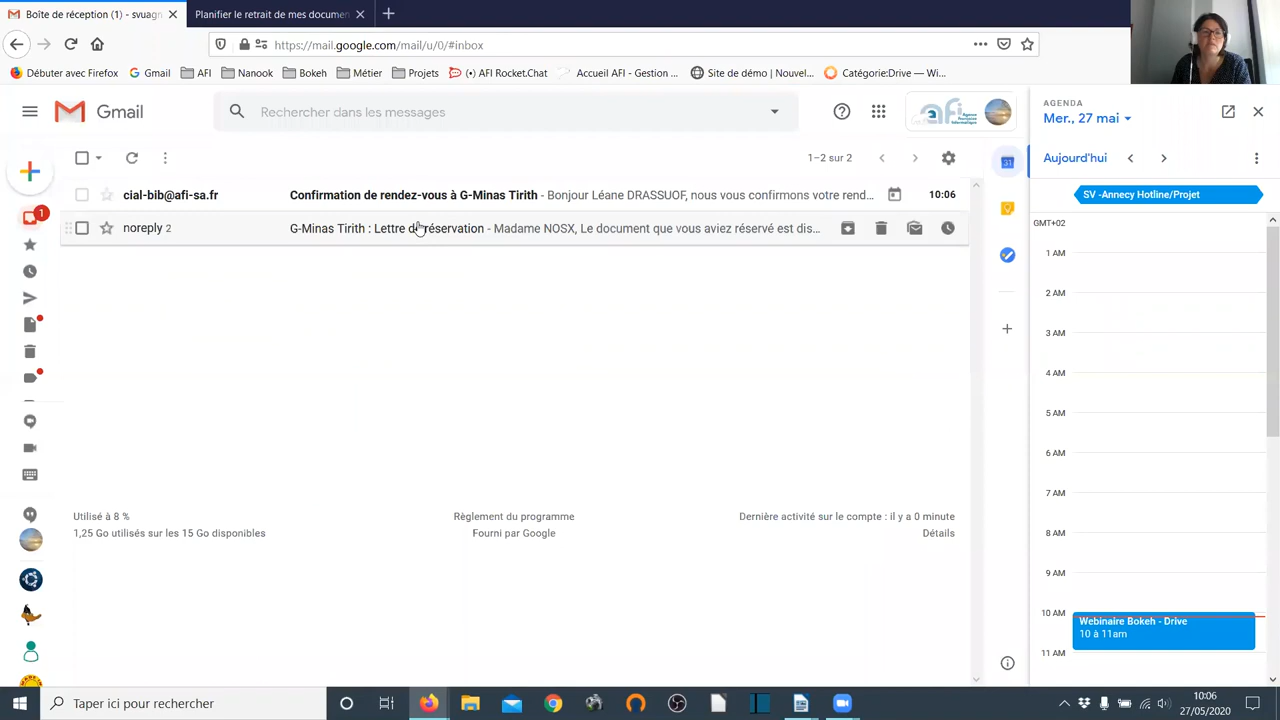 Boîte de réception (1) - svuagn
Planifier le retrait de mes documen
https://mail.google.com/mail/u/0/#inbox
Débuter avec Firefox
Gmail
AFI
Nanook
Bokeh
Métier
Projets
(•) AFI Rocket.Chat
Accueil AFI - Gestion ...
Site de démo | Nouvel...
Catégorie:Drive — Wi...
Gmail
Rechercher dans les messages
afi
Agence
Française
Informatique
AGENDA
Mer., 27 mai
1–2 sur 2
Aujourd'hui
31
1
cial-bib@afi-sa.fr
Confirmation de rendez-vous à G-Minas Tirith - Bonjour Léane DRASSUOF, nous vous confirmons votre rend...
10:06
SV -Annecy Hotline/Projet
noreply 2
G-Minas Tirith : Lettre de réservation - Madame NOSX, Le document que vous aviez réservé est dis...
GMT+02
1 AM
2 AM
3 AM
4 AM
5 AM
6 AM
7 AM
8 AM
9 AM
10 AM
11 AM
Webinaire Bokeh - Drive
10 à 11am
Utilisé à 8 %
1,25 Go utilisés sur les 15 Go disponibles
Règlement du programme
Fourni par Google
Dernière activité sur le compte : il y a 0 minute
Détails
Taper ici pour rechercher
10:06
27/05/2020